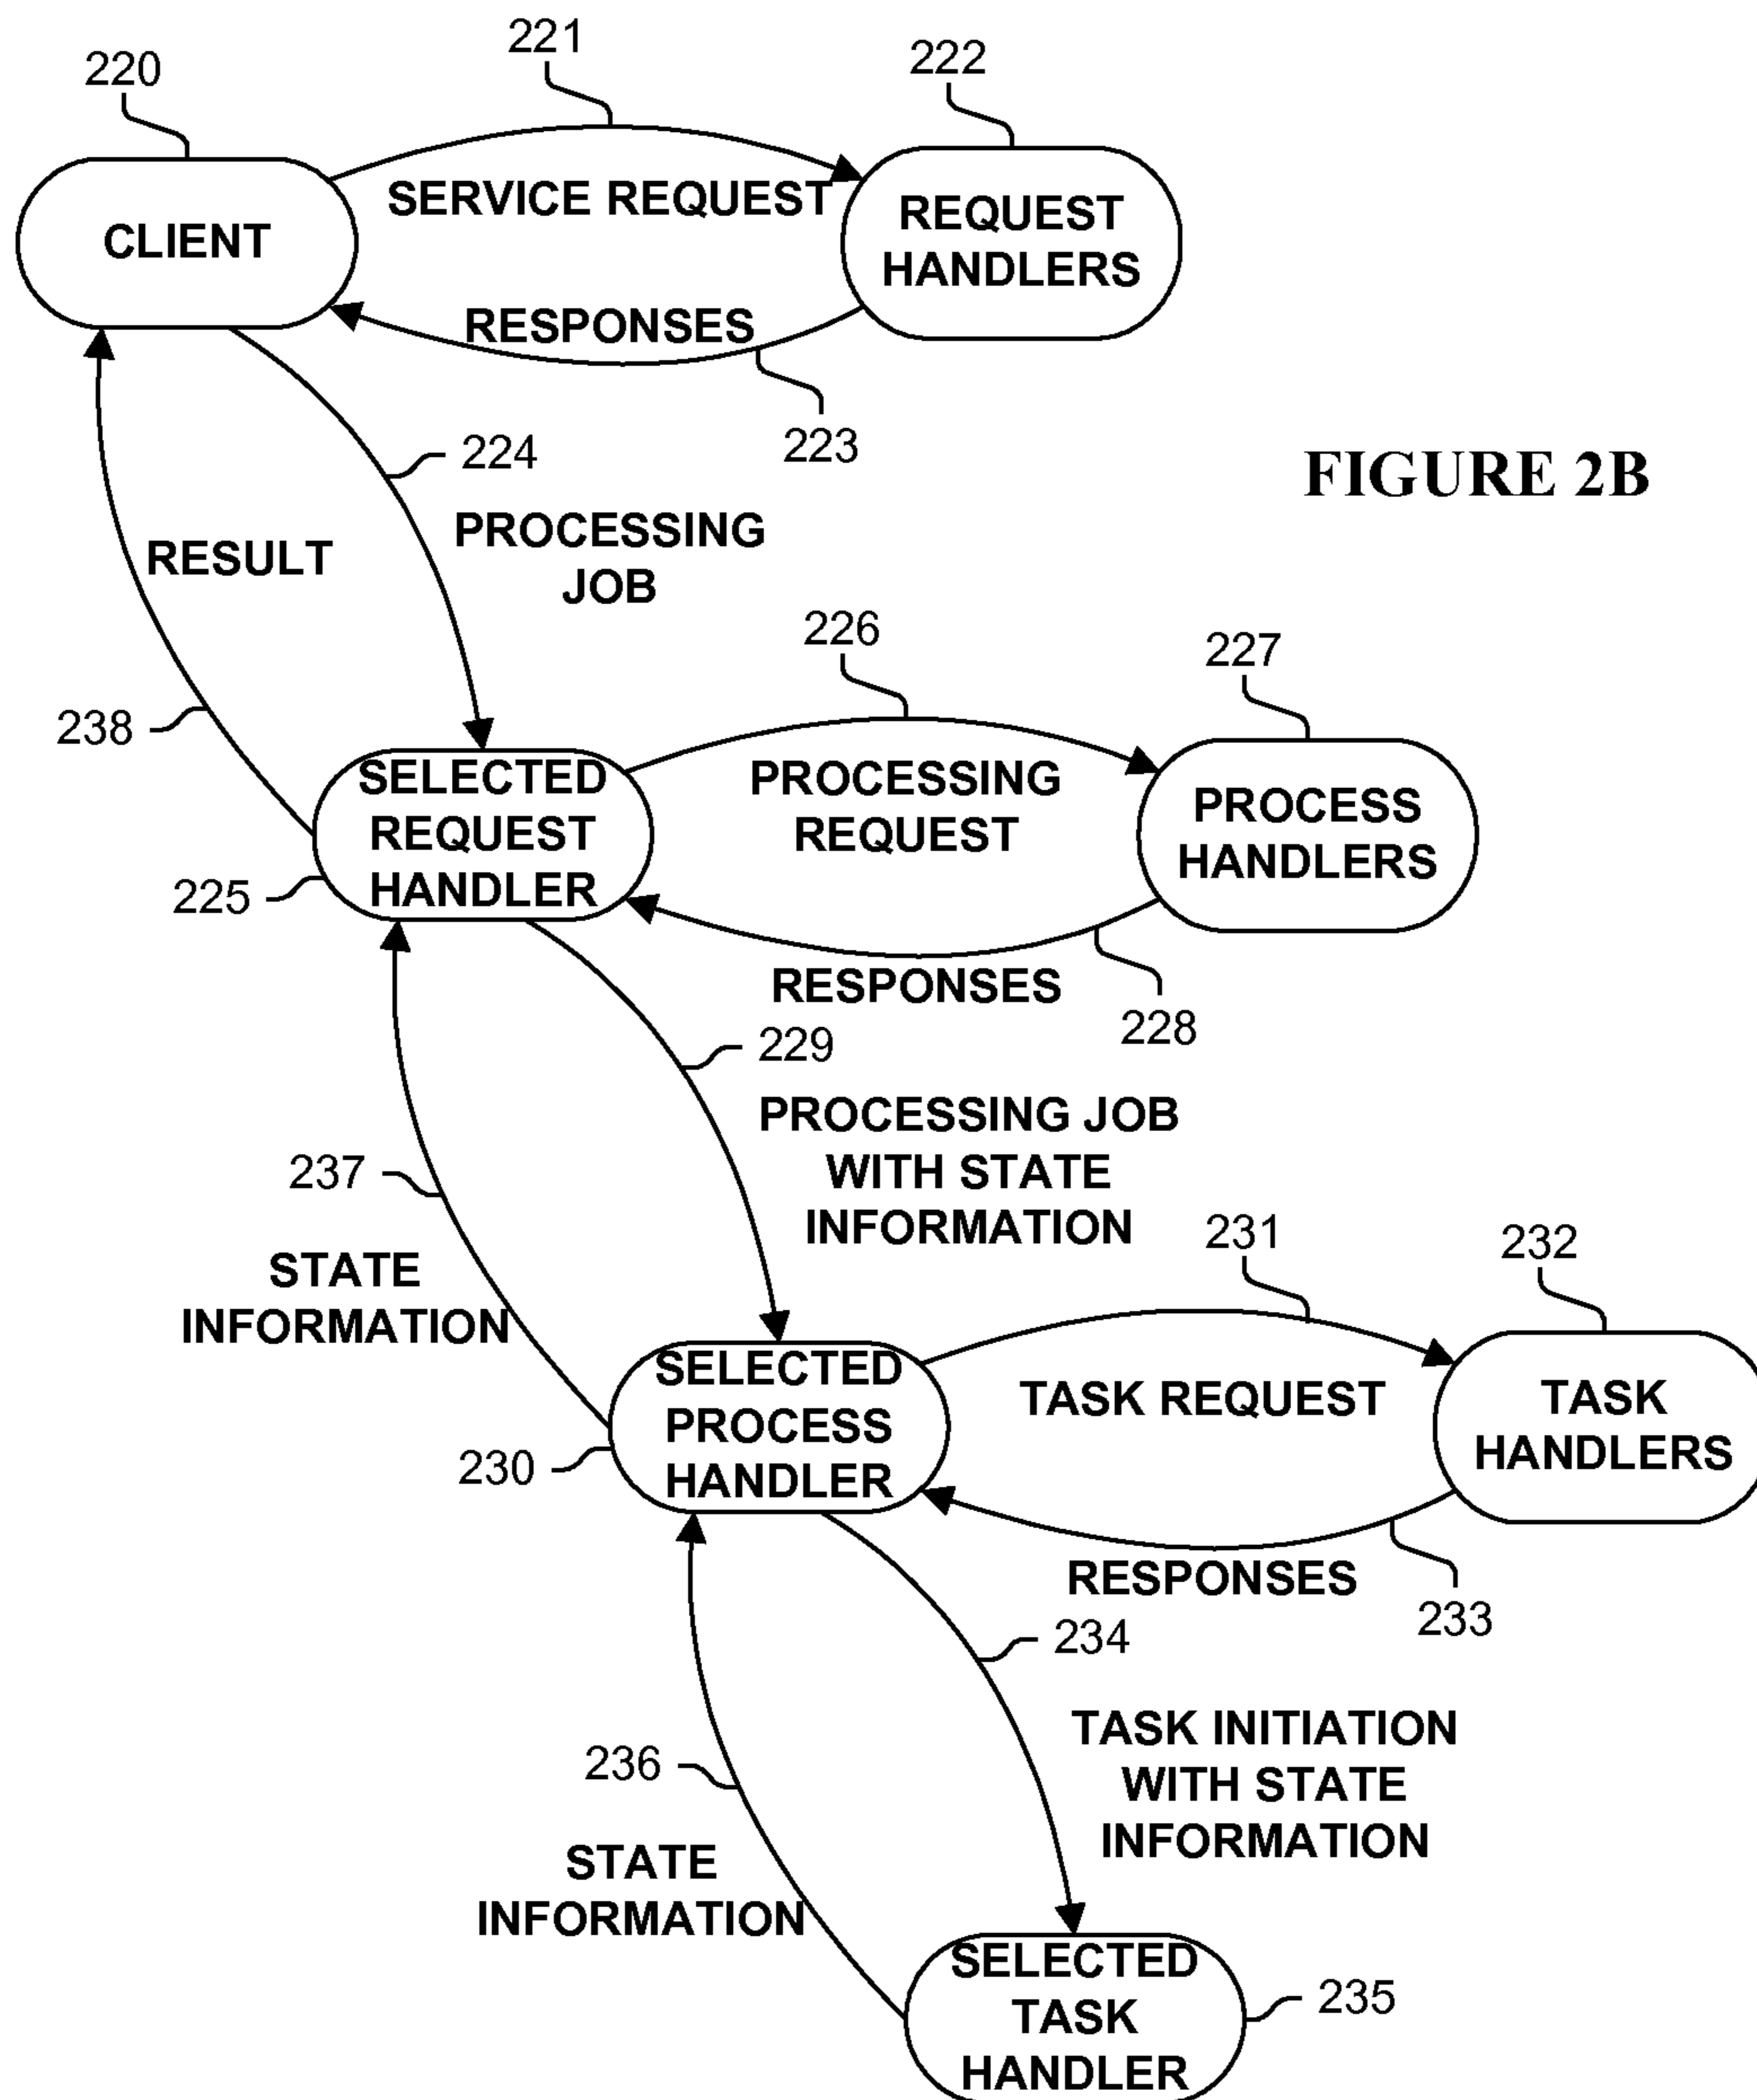 221
220
222
SERVICE REQUEST
CLIENT
REQUEST
HANDLERS
RESPONSES
223
224
FIGURE 2B
PROCESSING
JOB
RESULT
226
227
238
SELECTED
REQUEST
HANDLER
PROCESSING
REQUEST
PROCESS
HANDLERS
225
RESPONSES
228
229
PROCESSING JOB
WITH STATE
INFORMATION
237
STATE
INFORMATION
231
232
SELECTED
PROCESS
HANDLER
TASK REQUEST
TASK
HANDLERS
230
RESPONSES
233
234
TASK INITIATION
WITH STATE
INFORMATION
236
STATE
INFORMATION
SELECTED
TASK
HANDLER
235